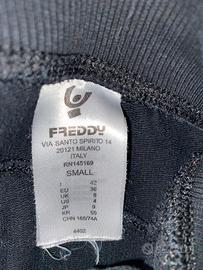 FREDDY
VIA SANTO SPIRITO 14
20121 MILANO
ITALY
RN145169
SMALL
I 42
EU 36
UK 8
US 4
JP 9
KR 55
CHN 165/74A
4402